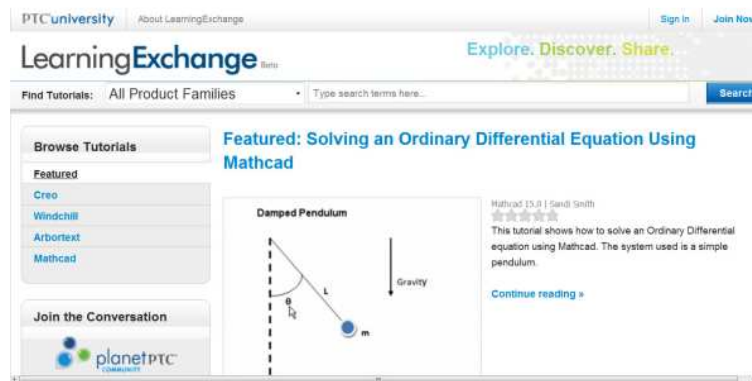 PTCuniversity About LearningExchange Sign In Join Now
LearningExchange Beta
Explore. Discover. Share.
Find Tutorials: All Product Families Type search terms here... Search
Browse Tutorials
Featured
Creo
Windchill
Arbortext
Mathcad
Join the Conversation
planetPTC
COMMUNITY
Featured: Solving an Ordinary Differential Equation Using
Mathcad
Damped Pendulum
θ
L
Gravity
m
Mathcad 15.0 | Sandi Smith
This tutorial shows how to solve an Ordinary Differential
equation using Mathcad. The system used is a simple
pendulum.
Continue reading »